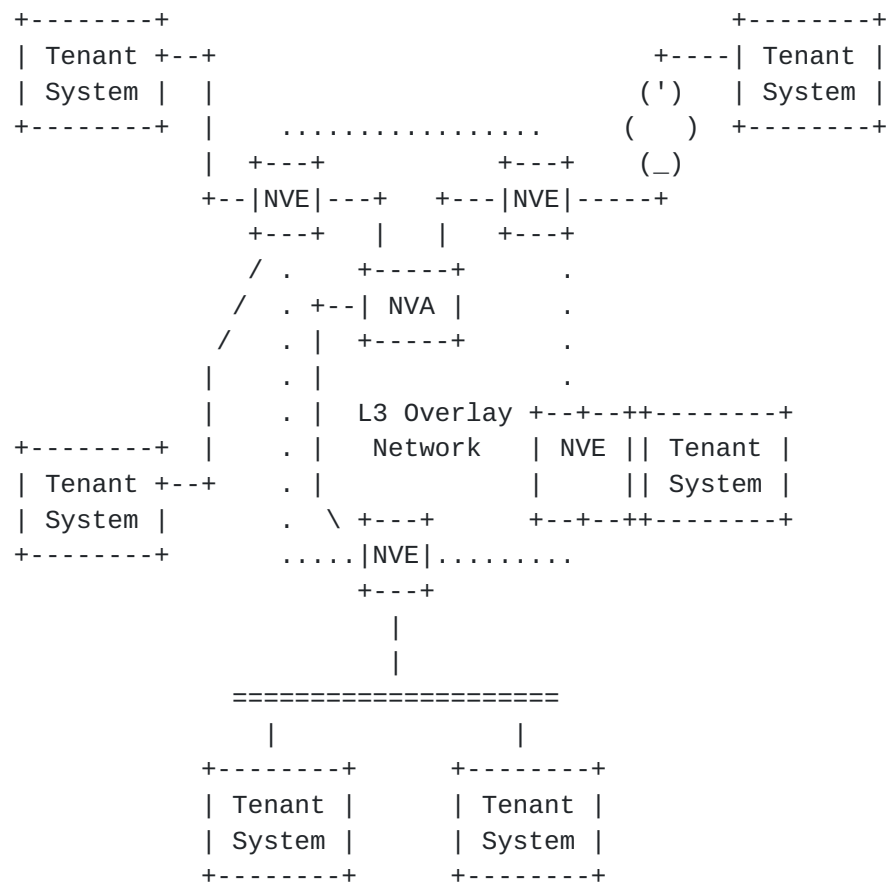 +--------+                                    +--------+
| Tenant +--+                            +----| Tenant |
| System |  |                           (')   | System |
+--------+  |    .................     (   )  +--------+
            |  +---+           +---+    (_)
            +--|NVE|---+   +---|NVE|-----+
               +---+   |   |   +---+
               / .    +-----+      .
              /  . +--| NVA |      .
             /   . |  +-----+      .
            |    . |               .
            |    . |  L3 Overlay +--+--++--------+
+--------+  |    . |   Network   | NVE || Tenant |
| Tenant +--+    . |             |     || System |
| System |       .  \ +---+      +--+--++--------+
+--------+       .....|NVE|.........
                      +---+
                        |
                        |
              =====================
                |               |
            +--------+      +--------+
            | Tenant |      | Tenant |
            | System |      | System |
            +--------+      +--------+